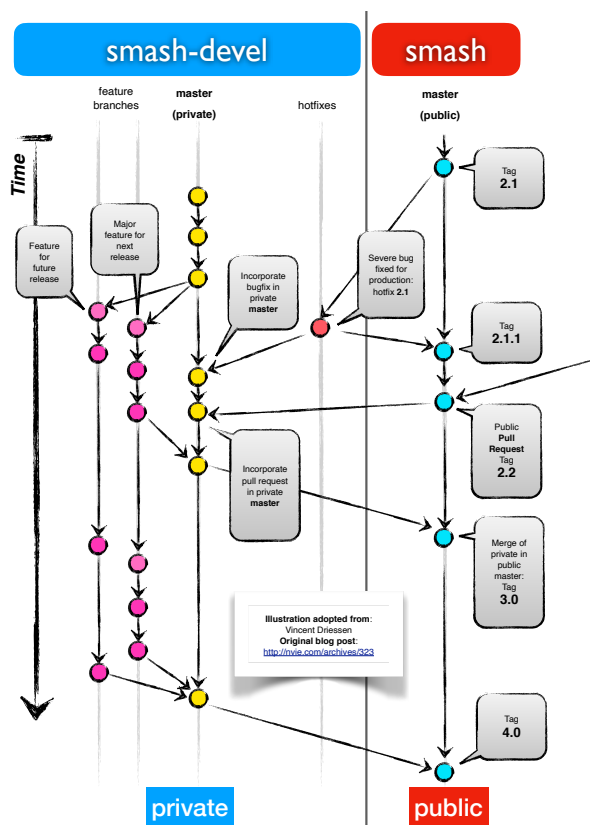 smash-devel
smash
feature
branches
master
(private)
hotfixes
master
(public)
Time
Tag
2.1
Major
feature for
next
release
Feature
for
future
release
Incorporate
bugfix in
private
master
Severe bug
fixed for
production:
hotfix 2.1
Tag
2.1.1
Public
Pull
Request
Tag
2.2
Incorporate
pull request
in private
master
Merge of
private in
public
master:
Tag
3.0
Illustration adopted from:
Vincent Driessen
Original blog post:
http://nvie.com/archives/323
Tag
4.0
private
public